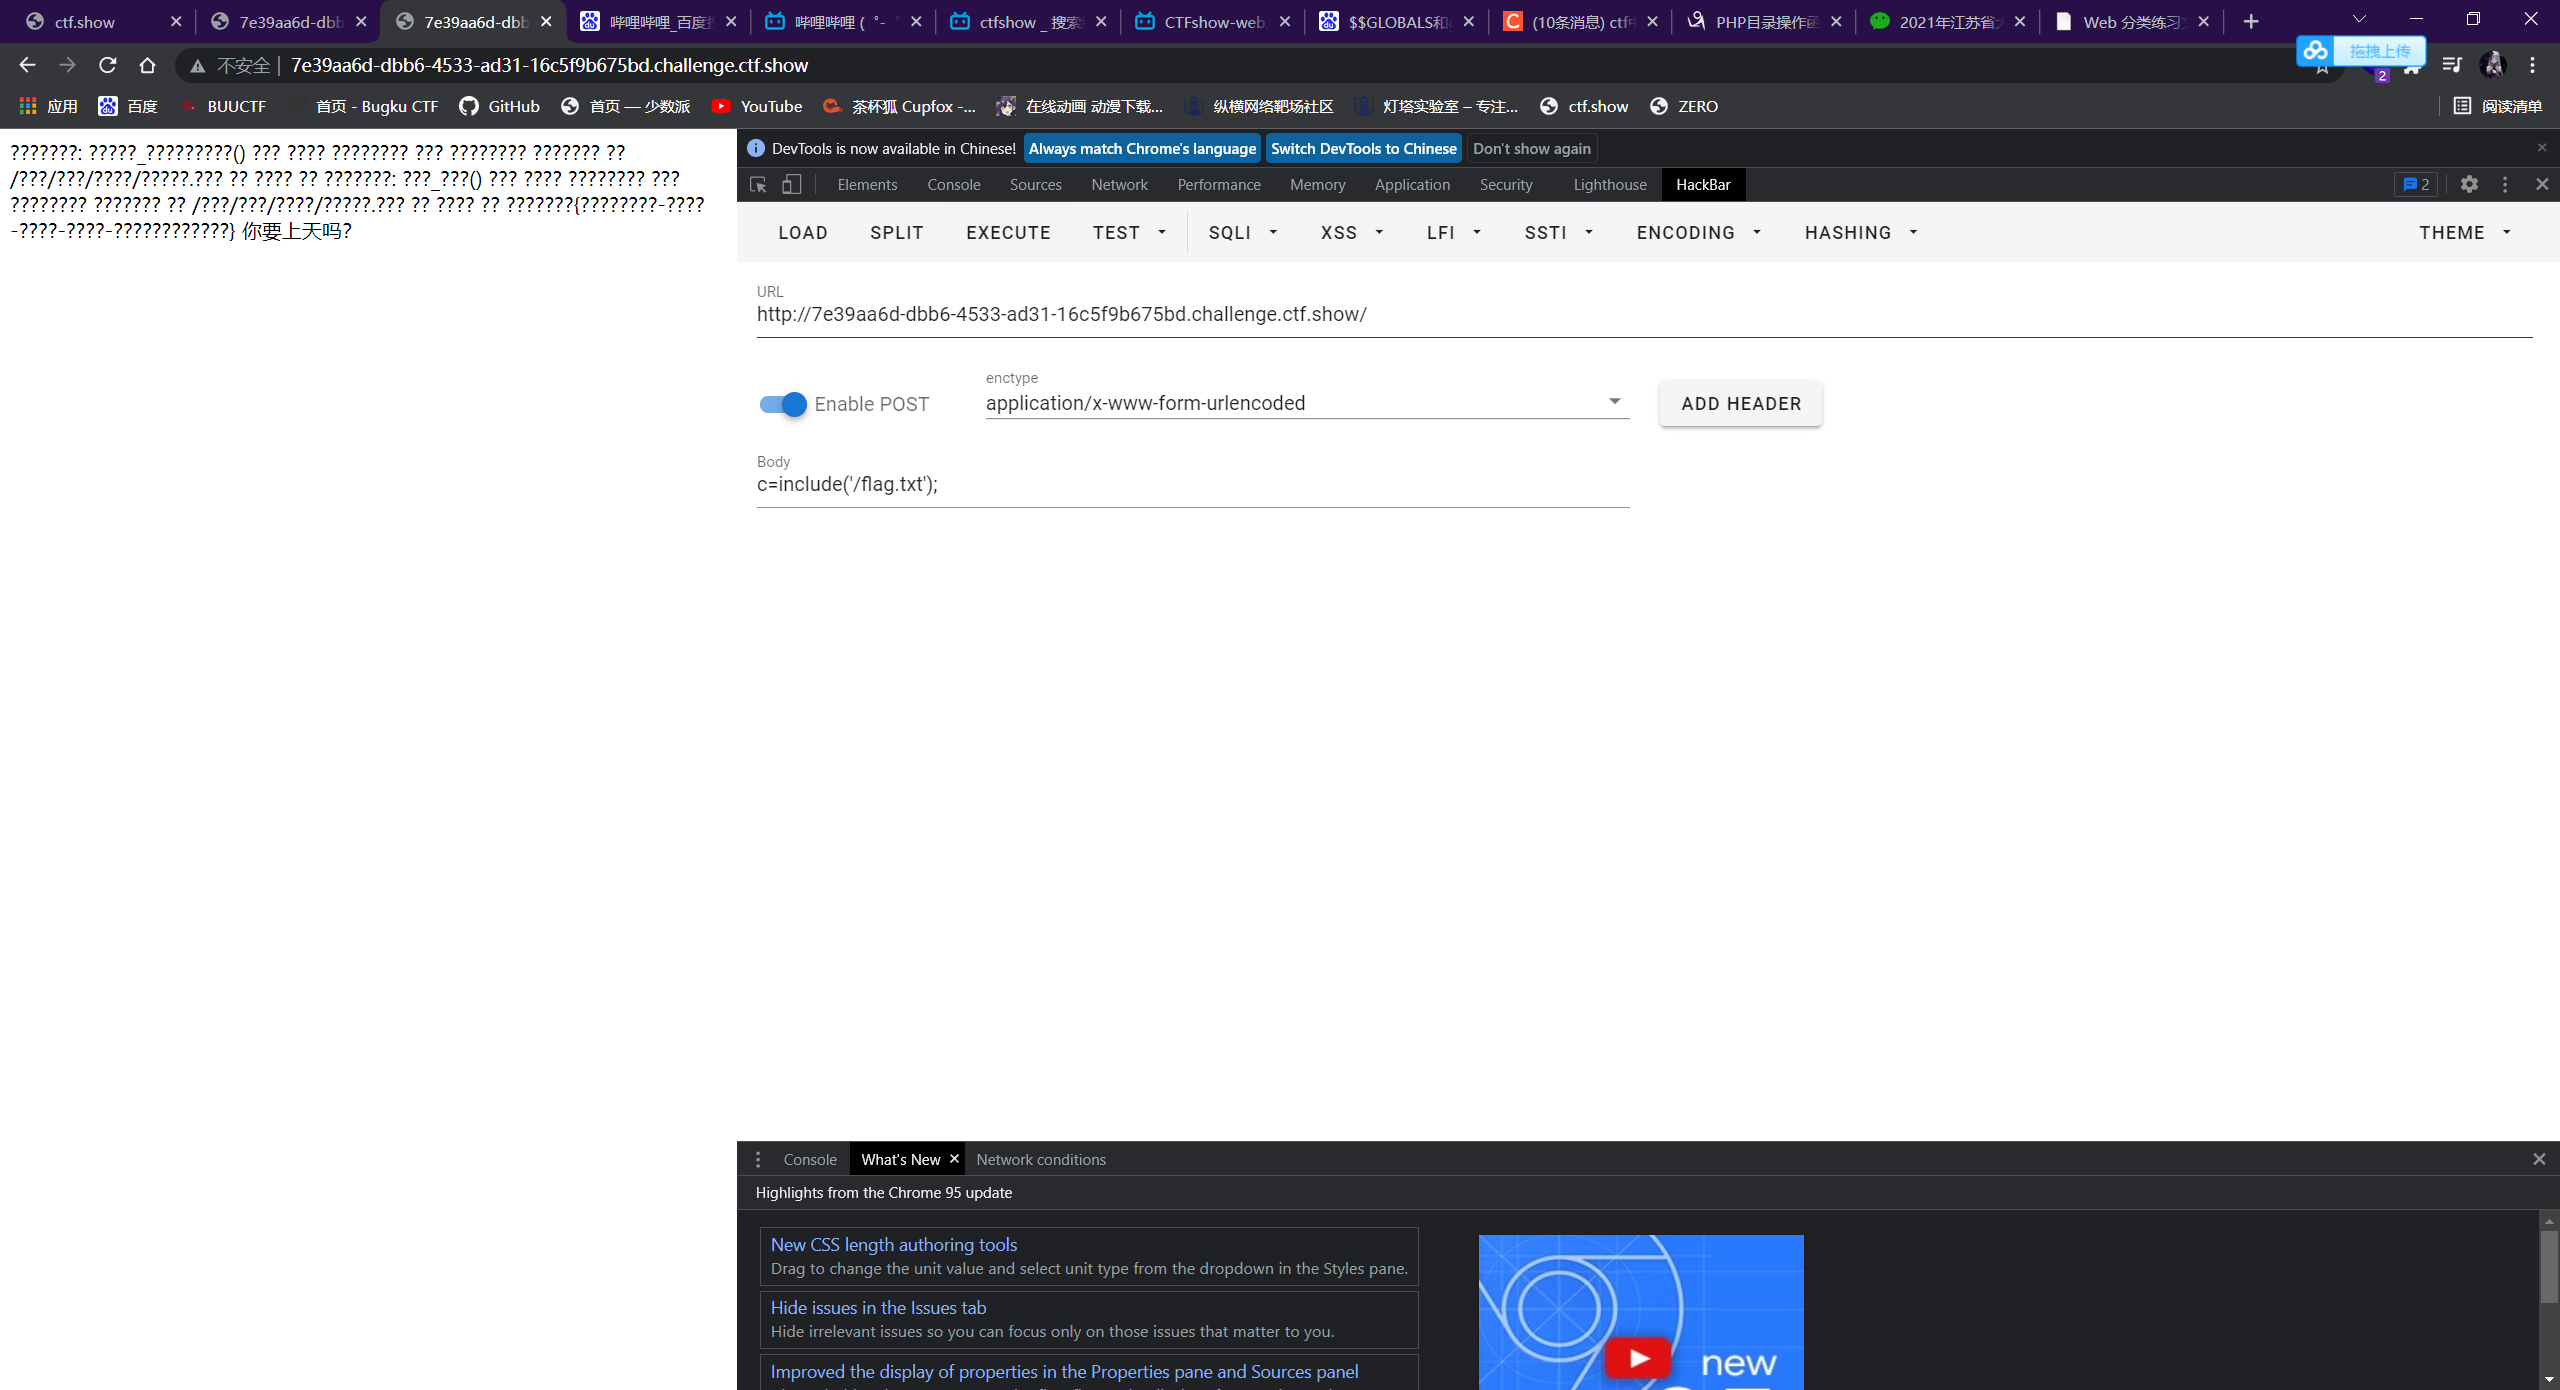 ctf.show
7e39aa6d-dbb
7e39aa6d-dbb
哔哩哔哩_百度搜
哔哩哔哩 ( ゜- ゜
ctfshow _ 搜索
CTFshow-web
$$GLOBALS和
(10条消息) ctf
PHP目录操作函
2021年江苏省
Web 分类练习
不安全 | 7e39aa6d-dbb6-4533-ad31-16c5f9b675bd.challenge.ctf.show
拖拽上传
2
应用
百度
BUUCTF
首页 - Bugku CTF
GitHub
首页 — 少数派
YouTube
茶杯狐 Cupfox -...
在线动画 动漫下载...
纵横网络靶场社区
灯塔实验室 – 专注...
ctf.show
ZERO
阅读清单
???????: ?????_?????????() ??? ???? ???????? ??? ???????? ??????? ??
/???/???/????/?????.??? ?? ???? ?? ???????: ???_???() ??? ???? ???????? ???
???????? ??????? ?? /???/???/????/?????.??? ?? ???? ?? ???????{????????-????
-????-????-????????????} 你要上天吗?
DevTools is now available in Chinese!
Always match Chrome's language
Switch DevTools to Chinese
Don't show again
Elements
Console
Sources
Network
Performance
Memory
Application
Security
Lighthouse
HackBar
2
LOAD
SPLIT
EXECUTE
TEST
SQLI
XSS
LFI
SSTI
ENCODING
HASHING
THEME
URL
http://7e39aa6d-dbb6-4533-ad31-16c5f9b675bd.challenge.ctf.show/
Enable POST
enctype
application/x-www-form-urlencoded
ADD HEADER
Body
c=include('/flag.txt');
Console
What's New
Network conditions
Highlights from the Chrome 95 update
New CSS length authoring tools
Drag to change the unit value and select unit type from the dropdown in the Styles pane.
Hide issues in the Issues tab
Hide irrelevant issues so you can focus only on those issues that matter to you.
Improved the display of properties in the Properties pane and Sources panel
new